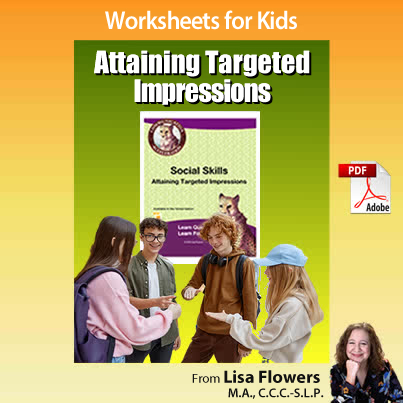 Worksheets for Kids
Attaining Targeted
Impressions
Social Skills
Attaining Targeted Impressions
PDF
Adobe
From Lisa Flowers
M.A., C.C.C.-S.L.P.